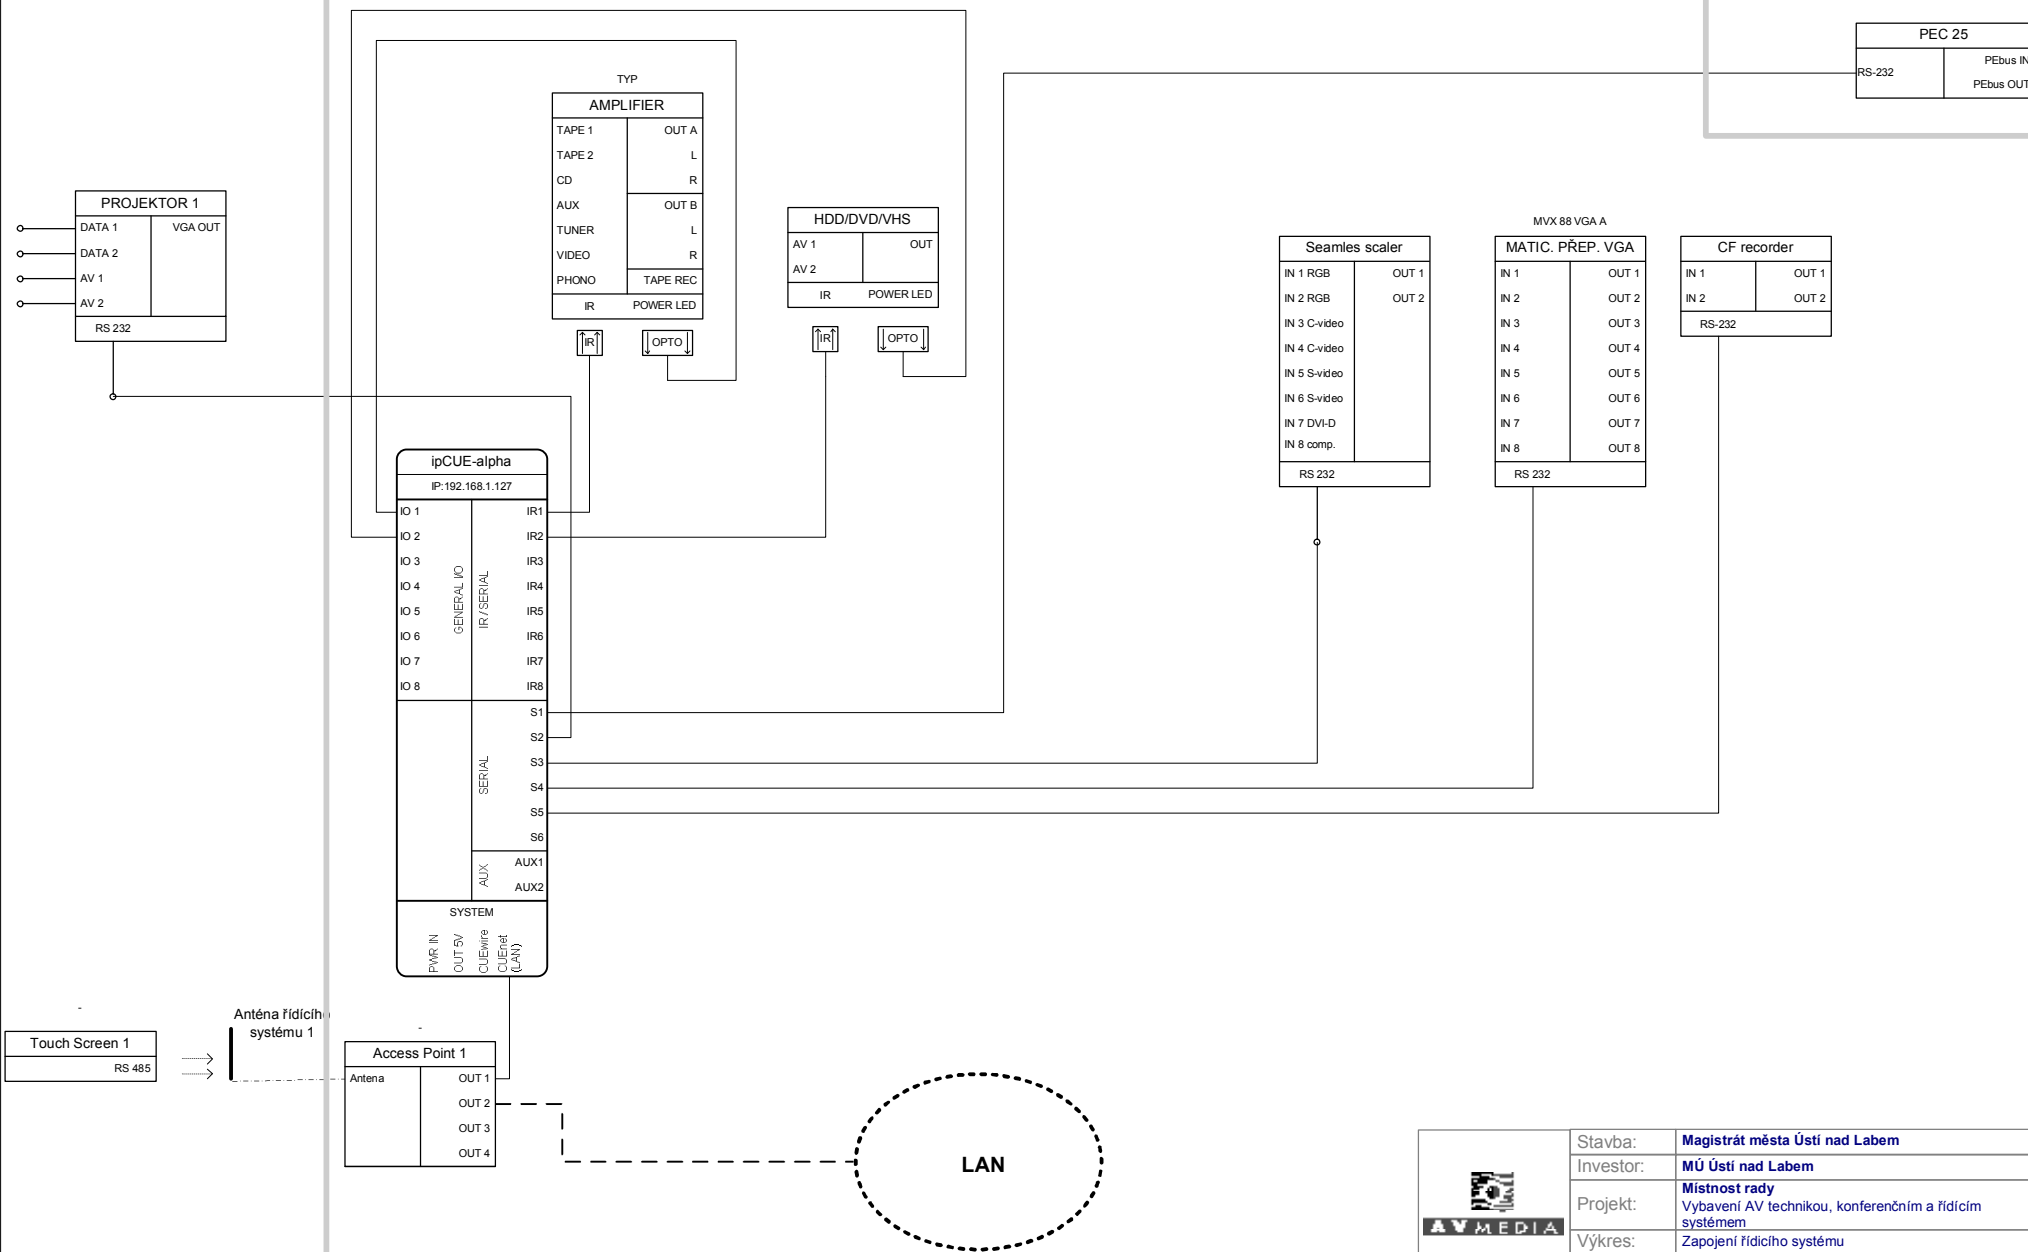 PEC 25
RS-232
PEbus IN
PEbus OUT
TYP
AMPLIFIER
TAPE 1 OUT A
TAPE 2 L
CD R
AUX OUT B
TUNER L
VIDEO R
PHONO TAPE REC
IR POWER LED
IR OPTO
PROJEKTOR 1
DATA 1 VGA OUT
DATA 2
AV 1
AV 2
RS 232
HDD/DVD/VHS
AV 1 OUT
AV 2
IR POWER LED
IR OPTO
Seamles scaler
IN 1 RGB OUT 1
IN 2 RGB OUT 2
IN 3 C-video
IN 4 C-video
IN 5 S-video
IN 6 S-video
IN 7 DVI-D
IN 8 comp.
RS 232
MVX 88 VGA A
MATIC. PŘEP. VGA
IN 1 OUT 1
IN 2 OUT 2
IN 3 OUT 3
IN 4 OUT 4
IN 5 OUT 5
IN 6 OUT 6
IN 7 OUT 7
IN 8 OUT 8
RS 232
CF recorder
IN 1 OUT 1
IN 2 OUT 2
RS-232
ipCUE-alpha
IP:192.168.1.127
IO 1 IR1
IO 2 IR2
IO 3 IR3
IO 4 IR4
IO 5 IR5
IO 6 IR6
IO 7 IR7
IO 8 IR8
GENERAL I/O
IR / SERIAL
S1
S2
S3
S4
S5
S6
SERIAL
AUX
AUX1
AUX2
SYSTEM
PWR IN
OUT 5V
CUEwire
CUEnet
(LAN)
-
Touch Screen 1
RS 485
Anténa řídícího
systému 1
-
Access Point 1
Antena OUT 1
OUT 2
OUT 3
OUT 4
LAN
AVMEDIA
Stavba: Magistrát města Ústí nad Labem
Investor: MÚ Ústí nad Labem
Projekt: Místnost rady
Vybavení AV technikou, konferenčním a řídícím
systémem
Výkres: Zapojení řídicího systému